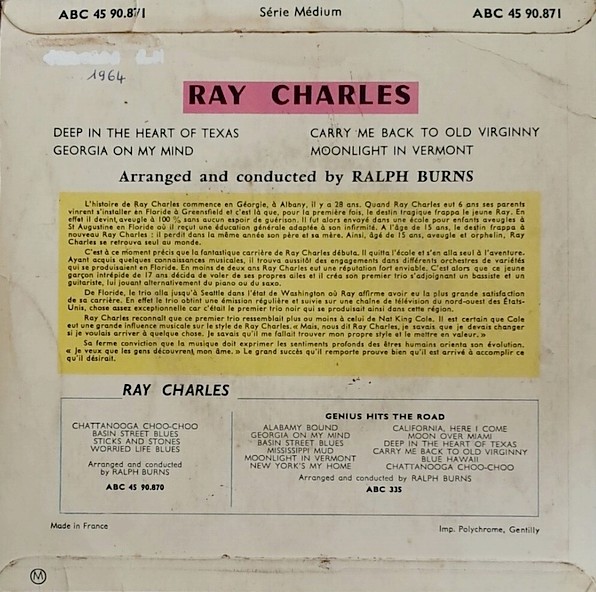 ABC 45 90.871
Série Médium
ABC 45 90.871
1964
RAY CHARLES
DEEP IN THE HEART OF TEXAS
GEORGIA ON MY MIND
CARRY ME BACK TO OLD VIRGINNY
MOONLIGHT IN VERMONT
Arranged and conducted by RALPH BURNS
L'histoire de Ray Charles commence en Géorgie, à Albany, il y a 28 ans. Quand Ray Charles eut 6 ans ses parents
vinrent s'installer en Floride à Greensfield et c'est là que, pour la première fois, le destin tragique frappa le jeune Ray. En
effet il devint aveugle à 100 % sans aucun espoir de guérison. Il fut alors envoyé dans une école pour enfants aveugles à
St Augustine en Floride où il reçut une éducation générale adaptée à son infirmité. A l'âge de 15 ans, le destin frappa à
nouveau Ray Charles : il perdit dans la même année son père et sa mère. Ainsi, âgé de 15 ans, aveugle et orphelin, Ray
Charles se retrouva seul au monde.
C'est à ce moment précis que la fantastique carrière de Ray Charles débuta. Il quitta l'école et s'en alla seul à l'aventure.
Ayant acquis quelques connaissances musicales, il trouva aussitôt des engagements dans différents orchestres de variétés
qui se produisaient en Floride. En moins de deux ans Ray Charles eut une réputation fort enviable. C'est alors que ce jeune
garçon intrépide de 17 ans décida de voler de ses propres ailes et il créa son premier trio s'adjoignant un bassiste et un
guitariste, lui jouant alternativement du piano ou du saxo.
De Floride, le trio alla jusqu'à Seattle dans l'état de Washington où Ray affirme avoir eu la plus grande satisfaction
de sa carrière. En effet le trio obtint une émission régulière et suivie sur une chaîne de télévision du nord-ouest des États-
Unis, chose assez exceptionnelle car c'était le premier trio noir qui se produisait ainsi dans cette région.
Ray Charles reconnaît que ce premier trio ressemblait plus ou moins à celui de Nat King Cole. Il est certain que Cole
eut une grande influence musicale sur le style de Ray Charles. « Mais, nous dit Ray Charles, je savais que je devais changer
si je voulais arriver à quelque chose. Je savais qu'il me fallait trouver mon propre style et le mettre en valeur. »
Sa ferme conviction que la musique doit exprimer les sentiments profonds des êtres humains orienta son évolution.
« Je veux que les gens découvrent mon âme. » Le grand succès qu'il remporte prouve bien qu'il est arrivé à accomplir ce
qu'il désirait.
RAY CHARLES
CHATTANOOGA CHOO-CHOO
BASIN STREET BLUES
STICKS AND STONES
WORRIED LIFE BLUES
Arranged and conducted
by RALPH BURNS
ABC 45 90.870
GENIUS HITS THE ROAD
ALABAMY BOUND
GEORGIA ON MY MIND
BASIN STREET BLUES
MISSISSIPPI MUD
MOONLIGHT IN VERMONT
NEW YORK'S MY HOME
CALIFORNIA, HERE I COME
MOON OVER MIAMI
DEEP IN THE HEART OF TEXAS
CARRY ME BACK TO OLD VIRGINNY
BLUE HAWAII
CHATTANOOGA CHOO-CHOO
Arranged and conducted by RALPH BURNS
ABC 335
Made in France
Imp. Polychrome, Gentilly
M